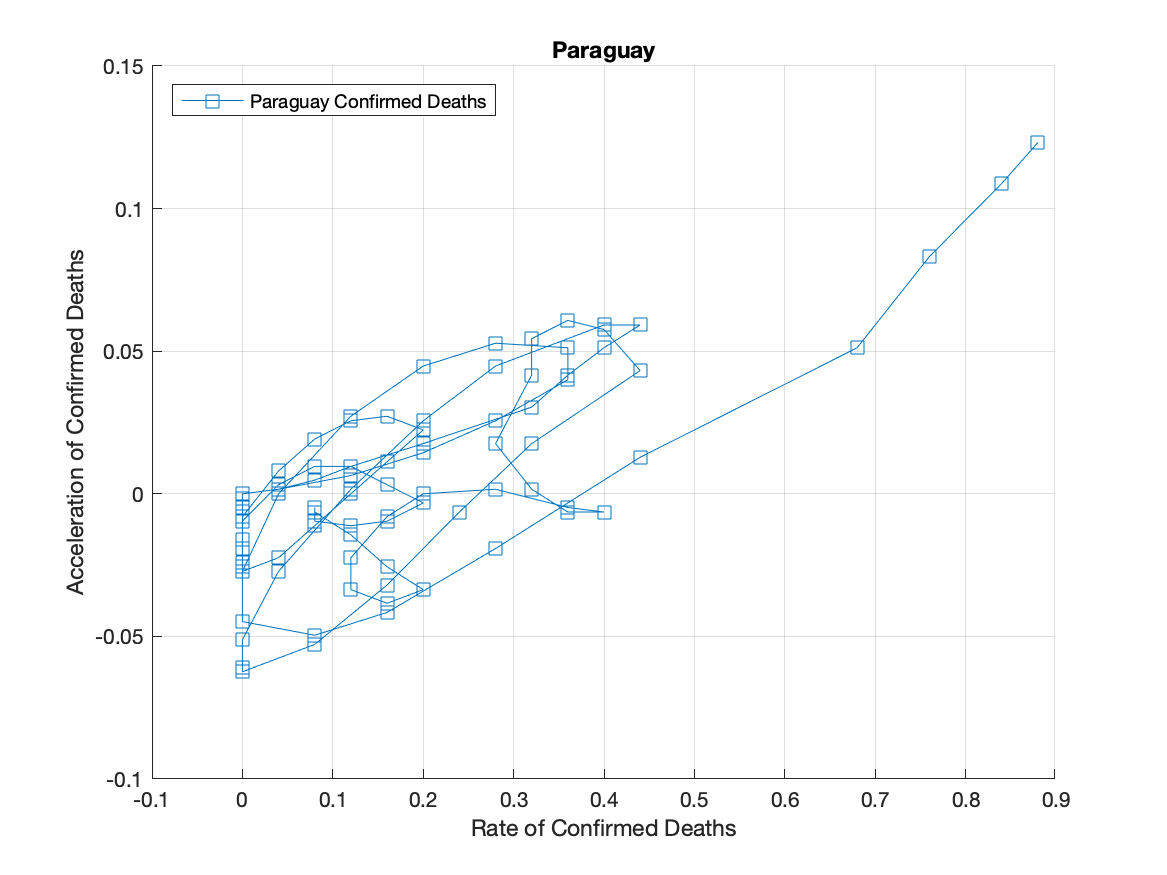 Paraguay
0.15
Paraguay Confirmed Deaths
0.1
0.05
0
-0.05
-0.1
Acceleration of Confirmed Deaths
-0.1 0 0.1 0.2 0.3 0.4 0.5 0.6 0.7 0.8 0.9
Rate of Confirmed Deaths